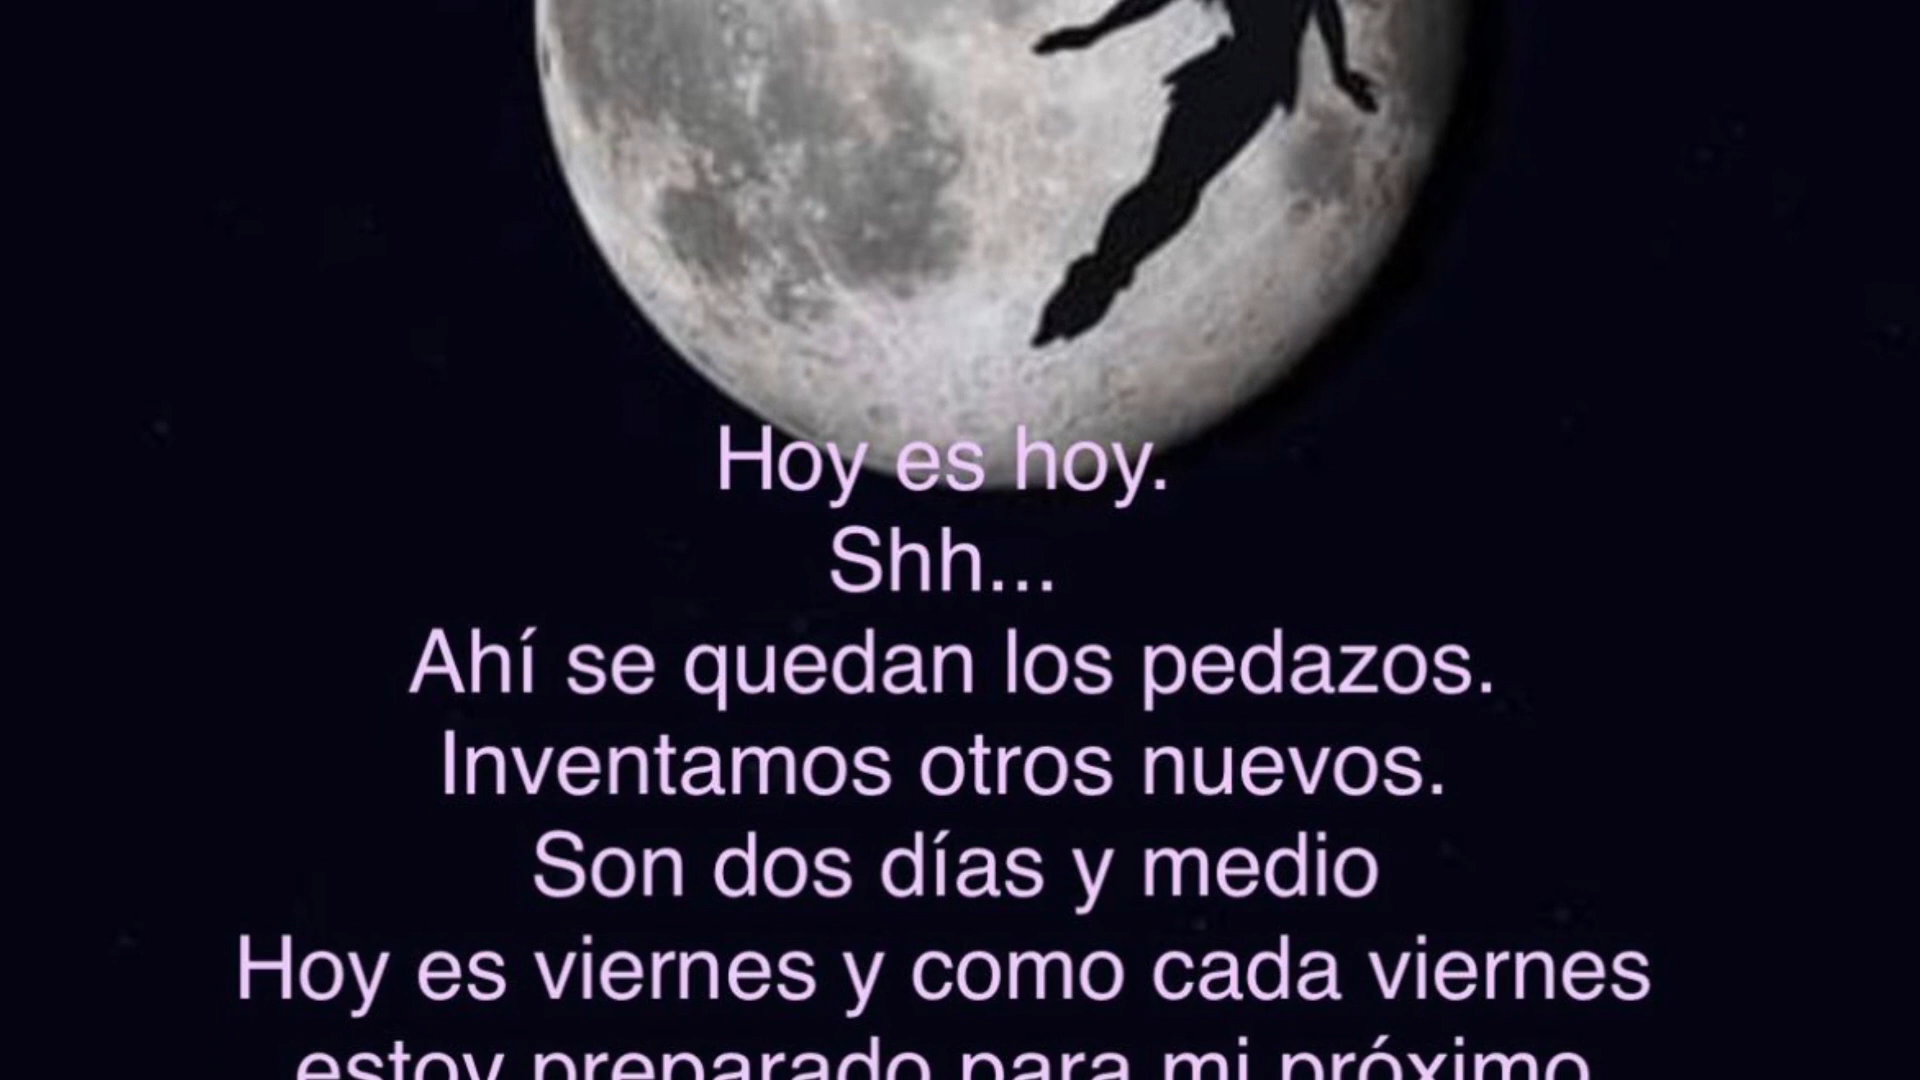 Hoy es hoy.
Shh...
Ahí se quedan los pedazos.
Inventamos otros nuevos.
Son dos días y medio
Hoy es viernes y como cada viernes
estoy preparado para mi próximo